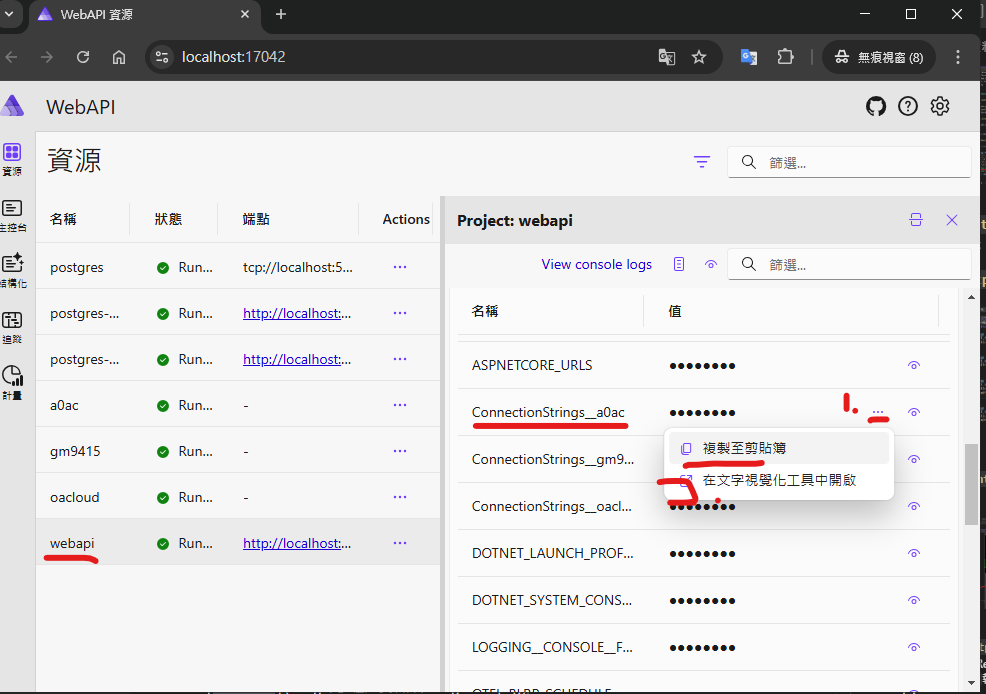 WebAPI 資源
localhost:17042
無痕視窗 (8)
WebAPI
資源
資源
篩選...
主控台
結構化
追蹤
計量
名稱 狀態 端點 Actions
postgres Run... tcp://localhost:5...
postgres-... Run... http://localhost:...
postgres-... Run... http://localhost:...
a0ac Run... -
gm9415 Run... -
oacloud Run... -
webapi Run... http://localhost:...
Project: webapi
View console logs 篩選...
名稱 值
ASPNETCORE_URLS ●●●●●●●●
ConnectionStrings__a0ac ●●●●●●●●
複製至剪貼簿
在文字視覺化工具中開啟
ConnectionStrings__gm9...
ConnectionStrings__oacl... ●●●●●●●●
DOTNET_LAUNCH_PROF... ●●●●●●●●
DOTNET_SYSTEM_CONS... ●●●●●●●●
LOGGING__CONSOLE__F... ●●●●●●●●